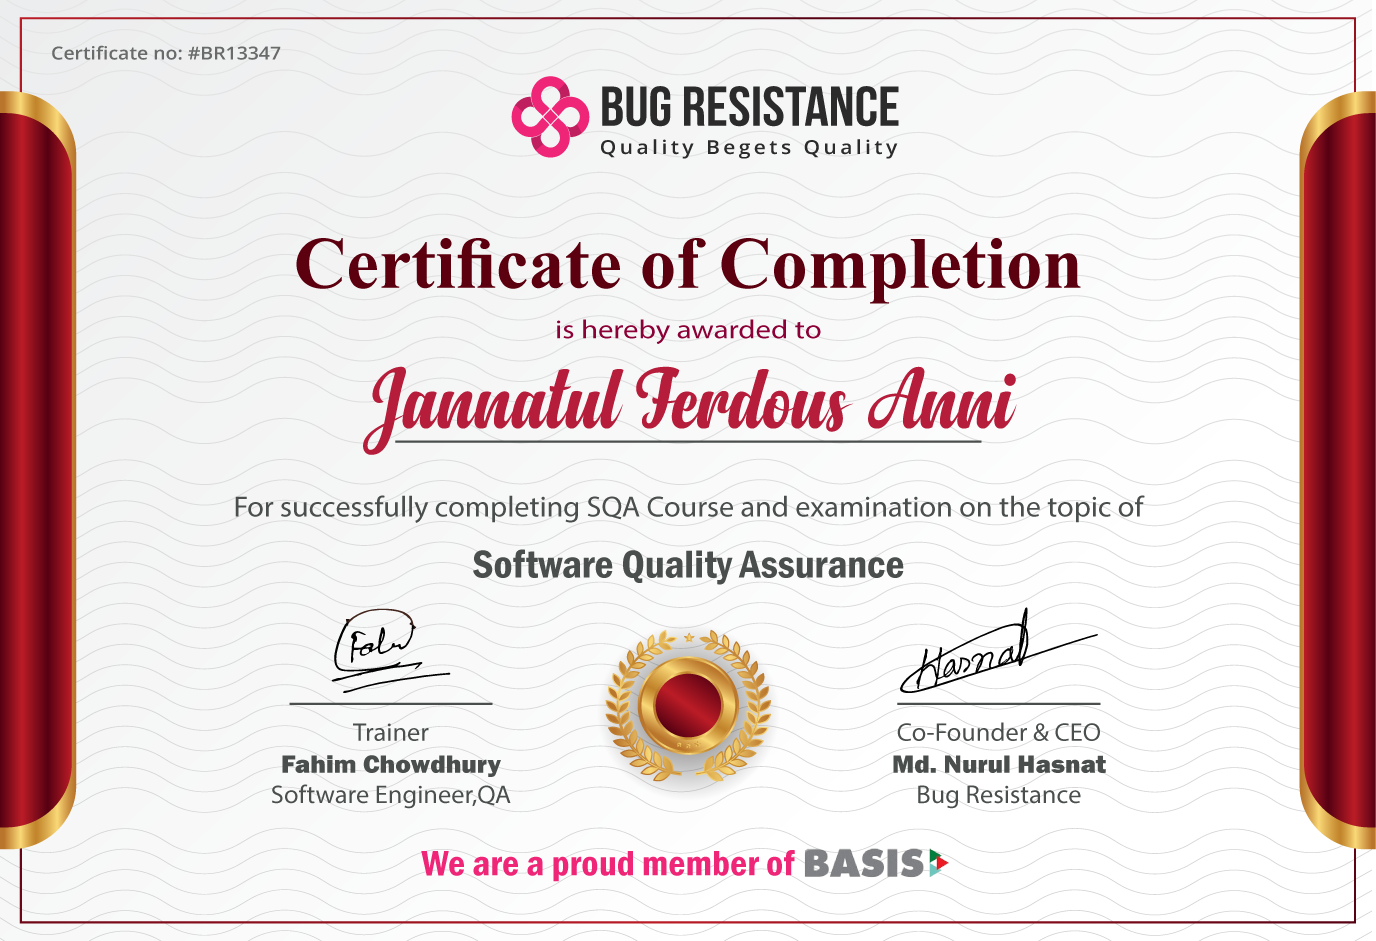 Certificate no: #BR13347
BUG RESISTANCE
Quality Begets Quality
Certificate of Completion
is hereby awarded to
Jannatul Ferdous Anni
For successfully completing SQA Course and examination on the topic of
Software Quality Assurance
Fahim
Hasnat
Trainer
Fahim Chowdhury
Software Engineer,QA
Co-Founder & CEO
Md. Nurul Hasnat
Bug Resistance
We are a proud member of BASIS